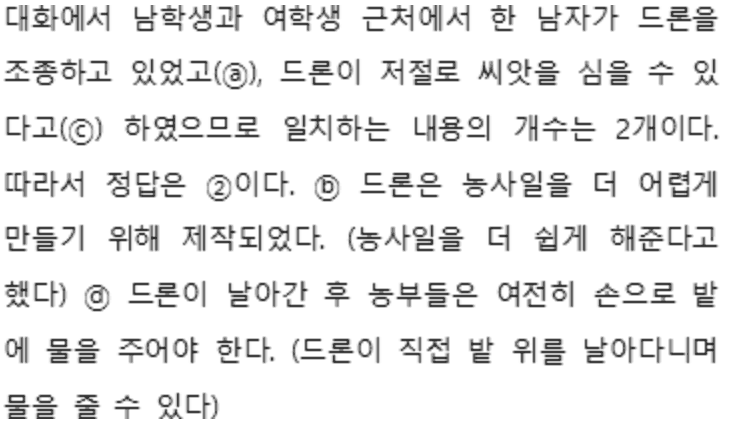 대화에서 남학생과 여학생 근처에서 한 남자가 드론을
조종하고 있었고(ⓐ), 드론이 저절로 씨앗을 심을 수 있
다고(ⓒ) 하였으므로 일치하는 내용의 개수는 2개이다.
따라서 정답은 ②이다. ⓑ 드론은 농사일을 더 어렵게
만들기 위해 제작되었다. (농사일을 더 쉽게 해준다고
했다) ⓓ 드론이 날아간 후 농부들은 여전히 손으로 밭
에 물을 주어야 한다. (드론이 직접 밭 위를 날아다니며
물을 줄 수 있다)